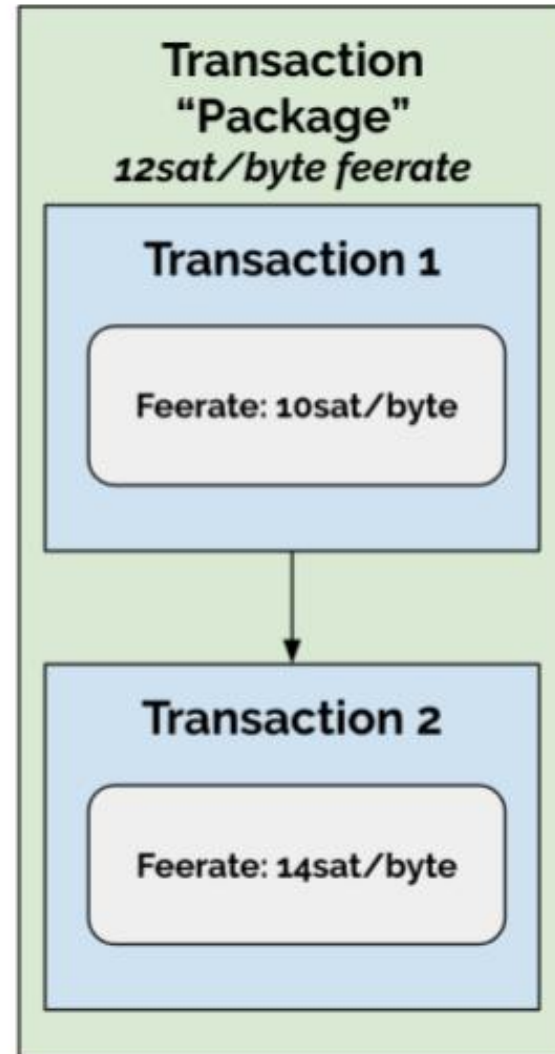 Transaction
“Package”
12sat/byte feerate
Transaction 1
Feerate: 10sat/byte
Transaction 2
Feerate: 14sat/byte